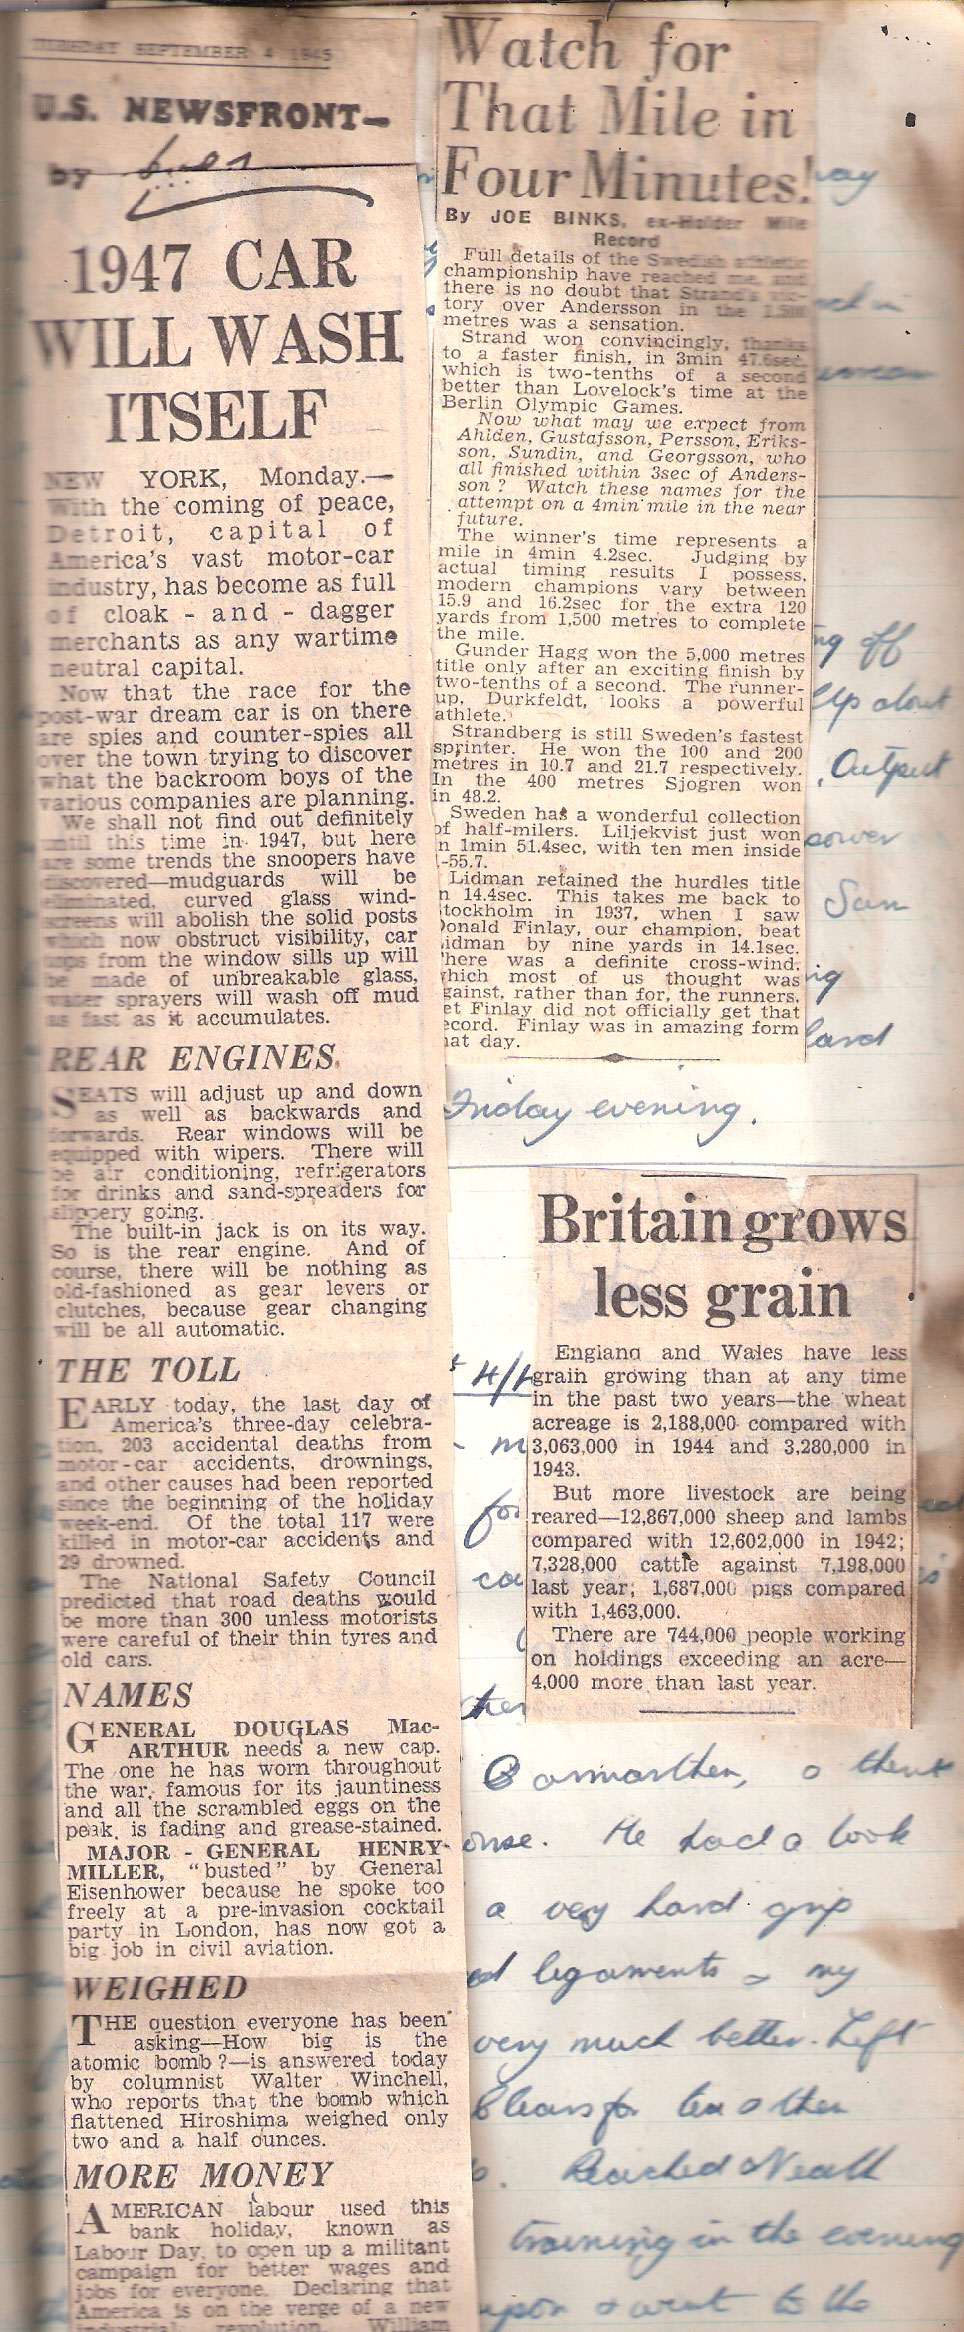 TUESDAY SEPTEMBER 4 1945
U.S. NEWSFRONT—
by
1947 CAR
WILL WASH
ITSELF
NEW YORK, Monday.—
With the coming of peace,
Detroit, capital of
America's vast motor-car
industry, has become as full
of cloak - and - dagger
merchants as any wartime
neutral capital.
Now that the race for the
post-war dream car is on there
are spies and counter-spies all
over the town trying to discover
what the backroom boys of the
various companies are planning.
We shall not find out definitely
until this time in 1947, but here
are some trends the snoopers have
discovered—mudguards will be
eliminated, curved glass wind-
screens will abolish the solid posts
which now obstruct visibility, car
tops from the window sills up will
be made of unbreakable glass,
water sprayers will wash off mud
as fast as it accumulates.
REAR ENGINES
SEATS will adjust up and down
as well as backwards and
forwards. Rear windows will be
equipped with wipers. There will
be air conditioning, refrigerators
for drinks and sand-spreaders for
slippery going.
The built-in jack is on its way.
So is the rear engine. And of
course, there will be nothing as
old-fashioned as gear levers or
clutches, because gear changing
will be all automatic.
THE TOLL
EARLY today, the last day of
America's three-day celebra-
tion, 203 accidental deaths from
motor-car accidents, drownings,
and other causes had been reported
since the beginning of the holiday
week-end. Of the total 117 were
killed in motor-car accidents and
29 drowned.
The National Safety Council
predicted that road deaths would
be more than 300 unless motorists
were careful of their thin tyres and
old cars.
NAMES
GENERAL DOUGLAS Mac-
ARTHUR needs a new cap.
The one he has worn throughout
the war, famous for its jauntiness
and all the scrambled eggs on the
peak, is fading and grease-stained.
MAJOR - GENERAL HENRY
MILLER, "busted" by General
Eisenhower because he spoke too
freely at a pre-invasion cocktail
party in London, has now got a
big job in civil aviation.
WEIGHED
THE question everyone has been
asking—How big is the
atomic bomb?—is answered today
by columnist Walter Winchell,
who reports that the bomb which
flattened Hiroshima weighed only
two and a half ounces.
MORE MONEY
AMERICAN labour used this
bank holiday, known as
Labour Day, to open up a militant
campaign for better wages and
jobs for everyone. Declaring that
America is on the verge of a new
industrial revolution, William
Watch for
That Mile in
Four Minutes!
By JOE BINKS, ex-Holder Mile
Record
Full details of the Swedish athletic
championship have reached me, and
there is no doubt that Strand's vic-
tory over Andersson in the 1,500
metres was a sensation.
Strand won convincingly, thanks
to a faster finish, in 3min 47.6sec,
which is two-tenths of a second
better than Lovelock's time at the
Berlin Olympic Games.
Now what may we expect from
Ahlden, Gustafsson, Persson, Eriks-
son, Sundin, and Georgsson, who
all finished within 3sec of Anders-
son? Watch these names for the
attempt on a 4min mile in the near
future.
The winner's time represents a
mile in 4min 4.2sec. Judging by
actual timing results I possess,
modern champions vary between
15.9 and 16.2sec for the extra 120
yards from 1,500 metres to complete
the mile.
Gunder Hagg won the 5,000 metres
title only after an exciting finish by
two-tenths of a second. The runner-
up, Durkfeldt, looks a powerful
athlete.
Strandberg is still Sweden's fastest
sprinter. He won the 100 and 200
metres in 10.7 and 21.7 respectively.
In the 400 metres Sjogren won
in 48.2.
Sweden has a wonderful collection
of half-milers. Liljekvist just won
n 1min 51.4sec, with ten men inside
1-55.7.
Lidman retained the hurdles title
n 14.4sec. This takes me back to
tockholm in 1937, when I saw
Donald Finlay, our champion, beat
idman by nine yards in 14.1sec.
here was a definite cross-wind,
which most of us thought was
gainst, rather than for, the runners.
et Finlay did not officially get that
ecord. Finlay was in amazing form
hat day.
ng off
Up about
Output
power
Sun
ing
land
Friday evening.
Britain grows
less grain
England and Wales have less
grain growing than at any time
in the past two years—the wheat
acreage is 2,188,000 compared with
3,063,000 in 1944 and 3,280,000 in
1943.
But more livestock are being
reared—12,867,000 sheep and lambs
compared with 12,602,000 in 1942;
7,328,000 cattle against 7,198,000
last year; 1,687,000 pigs compared
with 1,463,000.
There are 744,000 people working
on holdings exceeding an acre—
4,000 more than last year.
Carmarthen,
He had a look
a very hard grip
ligaments & my
very much better. Left
Reached Neath
training in the evening
& went to the